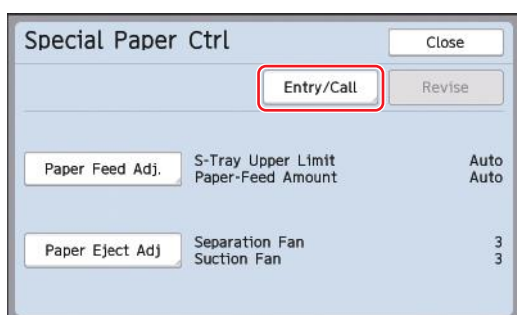 Special Paper Ctrl Close
Entry/Call Revise
Paper Feed Adj. S-Tray Upper Limit Auto
Paper-Feed Amount Auto
Paper Eject Adj Separation Fan 3
Suction Fan 3